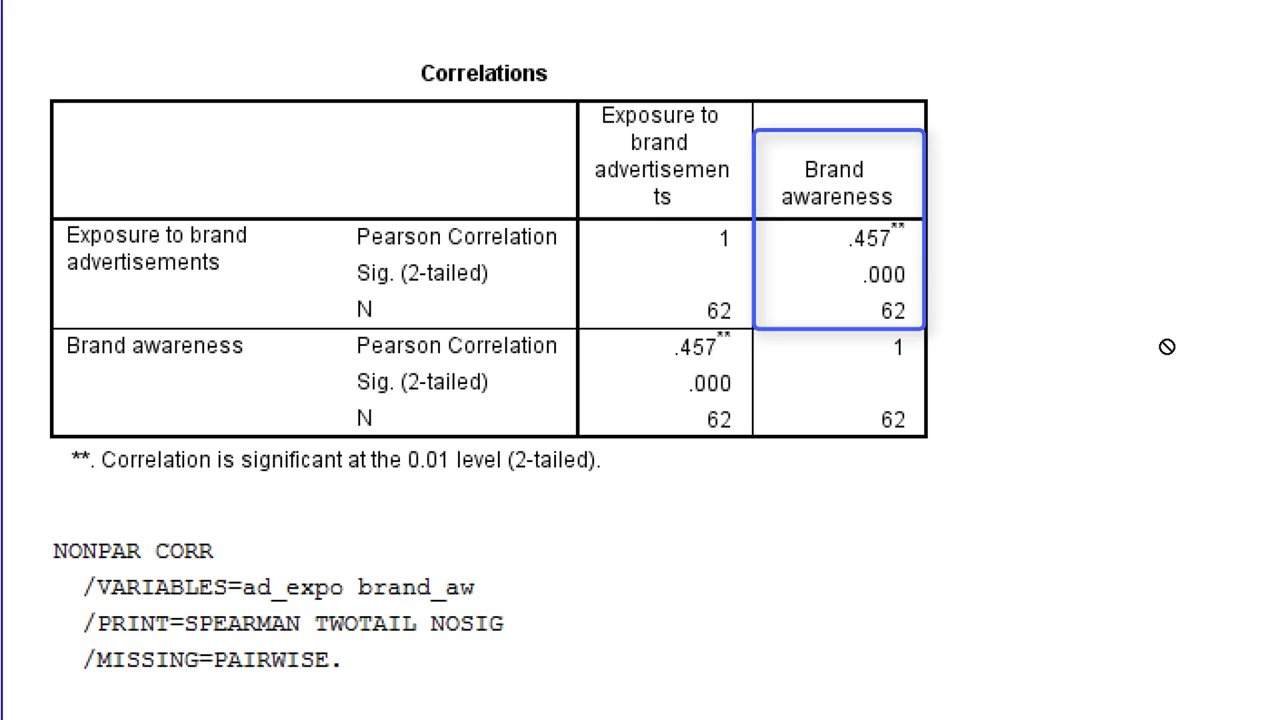 Correlations
Exposure to
brand
advertisemen
ts
Brand
awareness
Exposure to brand
advertisements
Pearson Correlation 1 .457**
Sig. (2-tailed) .000
N 62 62
Brand awareness Pearson Correlation .457** 1
Sig. (2-tailed) .000
N 62 62
**. Correlation is significant at the 0.01 level (2-tailed).
NONPAR CORR
/VARIABLES=ad_expo brand_aw
/PRINT=SPEARMAN TWOTAIL NOSIG
/MISSING=PAIRWISE.